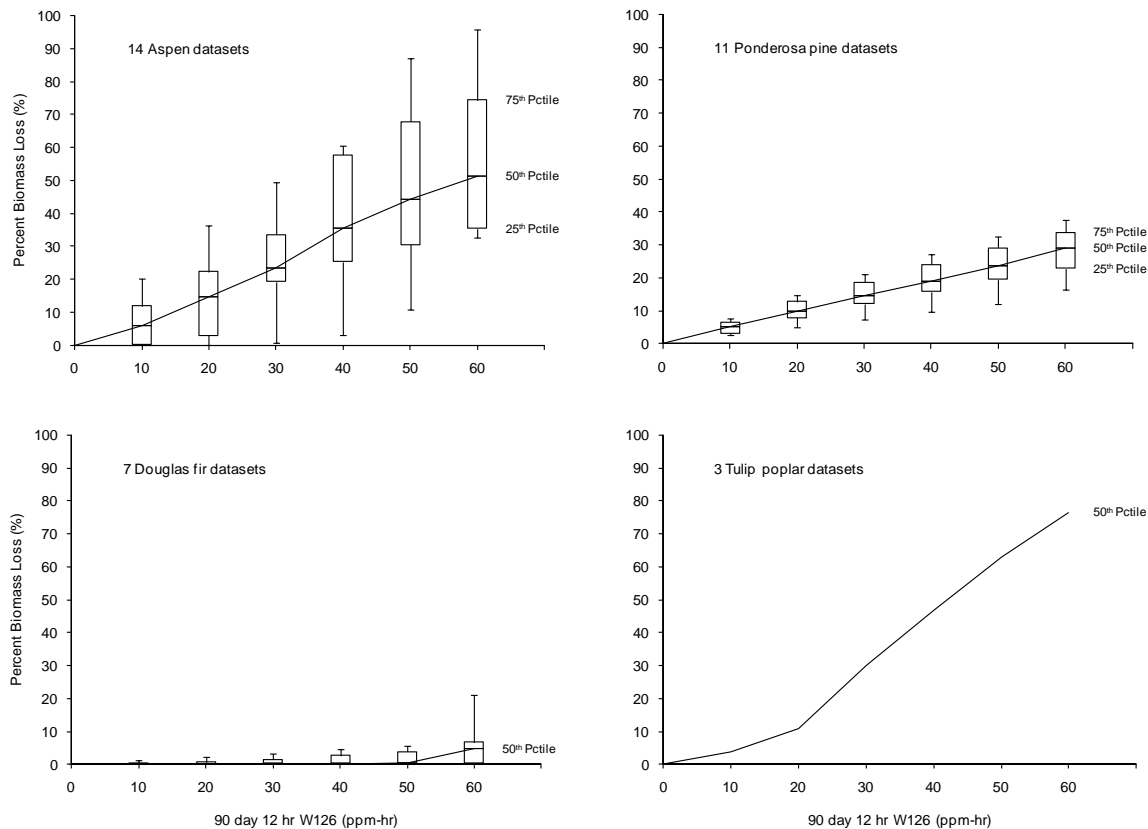 14 Aspen datasets
Percent Biomass Loss (%)
100
90
80
70
60
50
40
30
20
10
0
75th Pctile
50th Pctile
25th Pctile
0 10 20 30 40 50 60
11 Ponderosa pine datasets
100
90
80
70
60
50
40
30
20
10
0
75th Pctile
50th Pctile
25th Pctile
0 10 20 30 40 50 60
7 Douglas fir datasets
Percent Biomass Loss (%)
100
90
80
70
60
50
40
30
20
10
0
50th Pctile
0 10 20 30 40 50 60
90 day 12 hr W126 (ppm-hr)
3 Tulip poplar datasets
100
90
80
70
60
50
40
30
20
10
0
50th Pctile
0 10 20 30 40 50 60
90 day 12 hr W126 (ppm-hr)